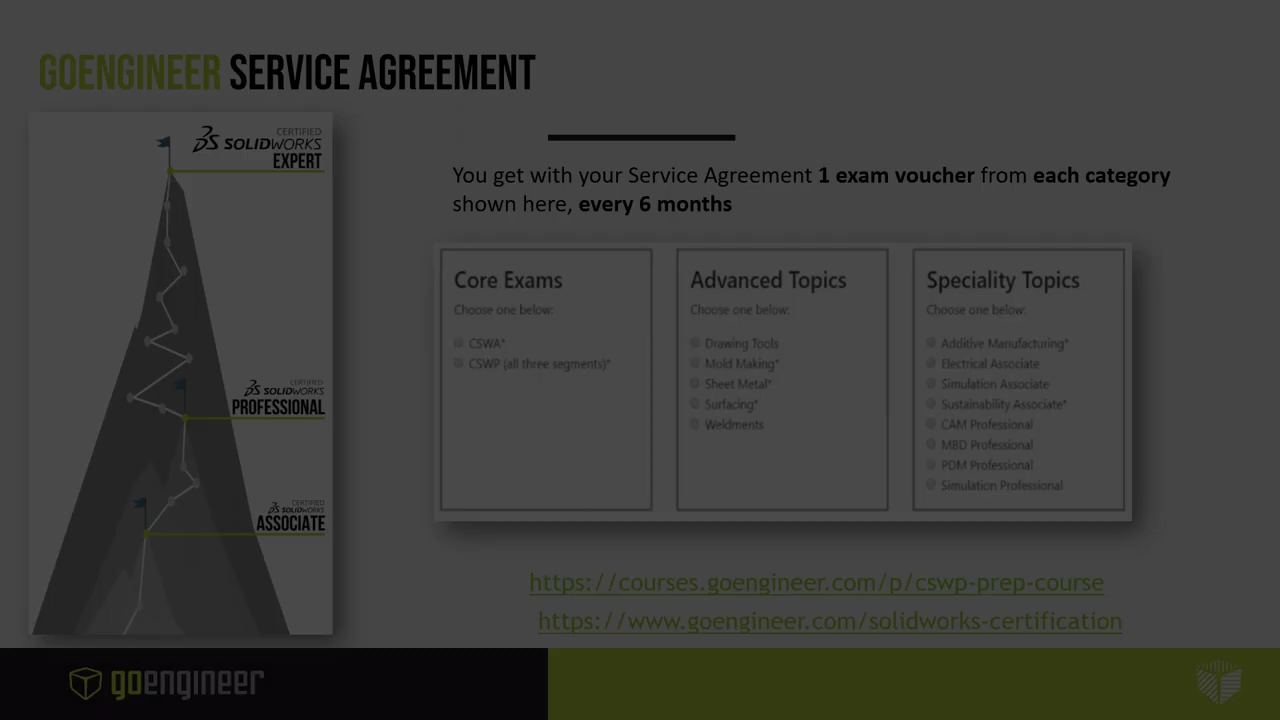 GOENGINEER SERVICE AGREEMENT
CERTIFIED
SOLIDWORKS
EXPERT
CERTIFIED
SOLIDWORKS
PROFESSIONAL
CERTIFIED
SOLIDWORKS
ASSOCIATE
You get with your Service Agreement 1 exam voucher from each category
shown here, every 6 months
Core Exams
Choose one below:
CSWA*
CSWP (all three segments)*
Advanced Topics
Choose one below:
Drawing Tools
Mold Making*
Sheet Metal*
Surfacing*
Weldments
Speciality Topics
Choose one below:
Additive Manufacturing*
Electrical Associate
Simulation Associate
Sustainability Associate*
CAM Professional
MBD Professional
PDM Professional
Simulation Professional
https://courses.goengineer.com/p/cswp-prep-course
https://www.goengineer.com/solidworks-certification
goengineer